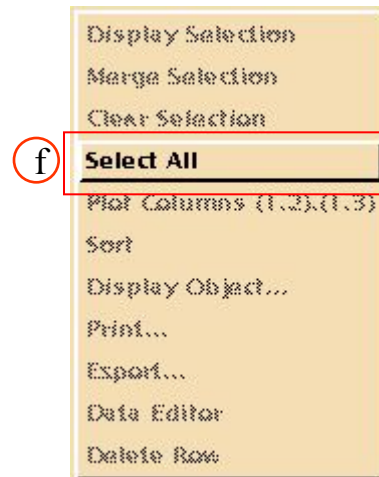 Display Selection
Merge Selection
Clear Selection
f Select All
Plot Columns (1,2),(1,3)
Sort
Display Object...
Print...
Export...
Data Editor
Delete Row